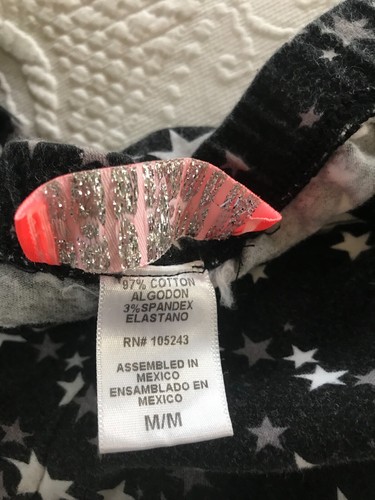 97% COTTON
ALGODON
3% SPANDEX
ELASTANO
RN# 105243
ASSEMBLED IN
MEXICO
ENSAMBLADO EN
MEXICO
M/M